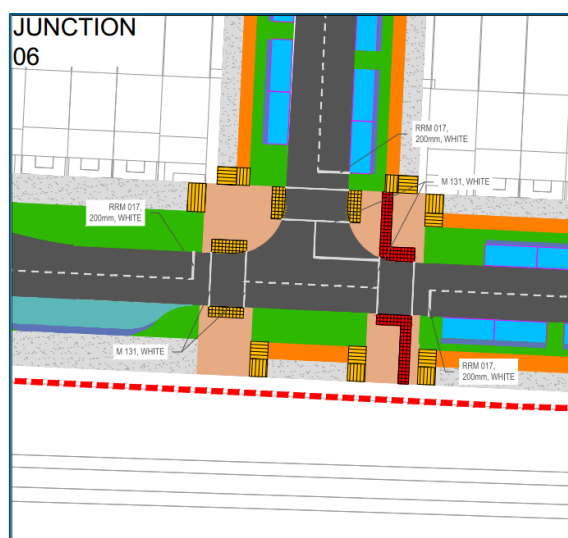 JUNCTION
06
RRM 017,
200mm, WHITE
M 131, WHITE
RRM 017,
200mm, WHITE
M 131, WHITE
RRM 017,
200mm, WHITE